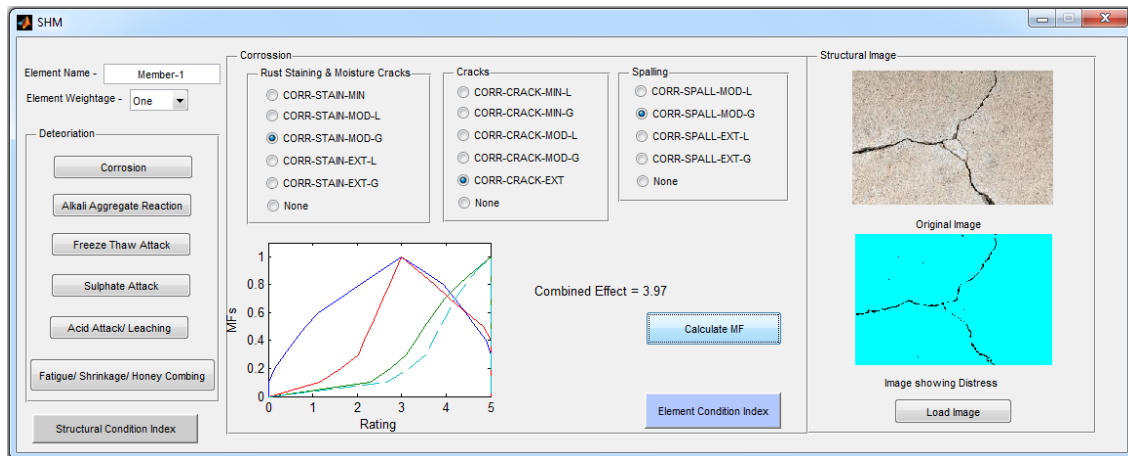 SHM
Element Name - Member-1
Element Weightage - One
Deteoriation
Corrosion
Alkali Aggregate Reaction
Freeze Thaw Attack
Sulphate Attack
Acid Attack/ Leaching
Fatigue/ Shrinkage/ Honey Combing
Structural Condition Index
Corrossion
Rust Staining & Moisture Cracks
CORR-STAIN-MIN
CORR-STAIN-MOD-L
CORR-STAIN-MOD-G
CORR-STAIN-EXT-L
CORR-STAIN-EXT-G
None
Cracks
CORR-CRACK-MIN-L
CORR-CRACK-MIN-G
CORR-CRACK-MOD-L
CORR-CRACK-MOD-G
CORR-CRACK-EXT
None
Spalling
CORR-SPALL-MOD-L
CORR-SPALL-MOD-G
CORR-SPALL-EXT-L
CORR-SPALL-EXT-G
None
MFs
1
0.8
0.6
0.4
0.2
0
0 1 2 3 4 5
Rating
Combined Effect = 3.97
Calculate MF
Element Condition Index
Structural Image
Original Image
Image showing Distress
Load Image